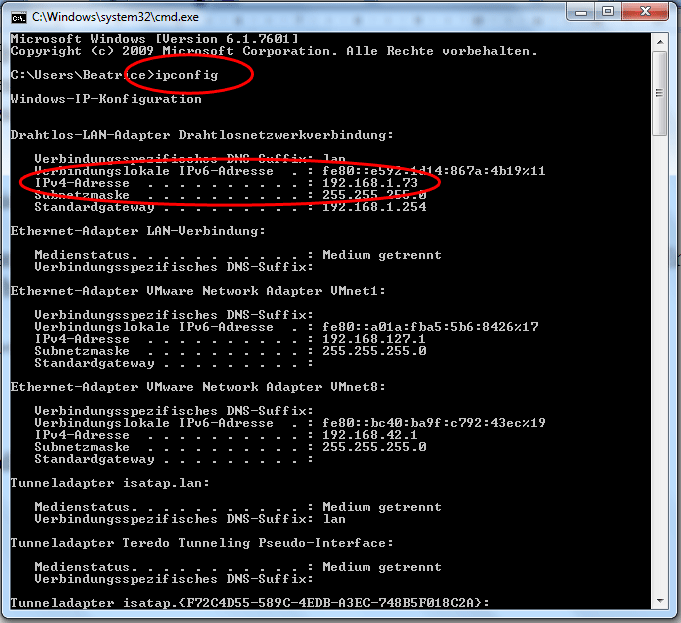 C:\Windows\system32\cmd.exe
Microsoft Windows [Version 6.1.7601]
Copyright (c) 2009 Microsoft Corporation. Alle Rechte vorbehalten.
C:\Users\Beatrice>ipconfig
Windows-IP-Konfiguration
Drahtlos-LAN-Adapter Drahtlosnetzwerkverbindung:
Verbindungsspezifisches DNS-Suffix: lan
Verbindungslokale IPv6-Adresse  . : fe80::e592:1d14:867a:4b19%11
IPv4-Adresse  . . . . . . . . . . : 192.168.1.73
Subnetzmaske  . . . . . . . . . . : 255.255.255.0
Standardgateway . . . . . . . . . : 192.168.1.254
Ethernet-Adapter LAN-Verbindung:
Medienstatus. . . . . . . . . . . : Medium getrennt
Verbindungsspezifisches DNS-Suffix:
Ethernet-Adapter VMware Network Adapter VMnet1:
Verbindungsspezifisches DNS-Suffix:
Verbindungslokale IPv6-Adresse  . : fe80::a01a:fba5:5b6:8426%17
IPv4-Adresse  . . . . . . . . . . : 192.168.127.1
Subnetzmaske  . . . . . . . . . . : 255.255.255.0
Standardgateway . . . . . . . . . :
Ethernet-Adapter VMware Network Adapter VMnet8:
Verbindungsspezifisches DNS-Suffix:
Verbindungslokale IPv6-Adresse  . : fe80::bc40:ba9f:c792:43ec%19
IPv4-Adresse  . . . . . . . . . . : 192.168.42.1
Subnetzmaske  . . . . . . . . . . : 255.255.255.0
Standardgateway . . . . . . . . . :
Tunneladapter isatap.lan:
Medienstatus. . . . . . . . . . . : Medium getrennt
Verbindungsspezifisches DNS-Suffix: lan
Tunneladapter Teredo Tunneling Pseudo-Interface:
Medienstatus. . . . . . . . . . . : Medium getrennt
Verbindungsspezifisches DNS-Suffix:
Tunneladapter isatap.{F72C4D55-589C-4EDB-A3EC-748B5F018C2A}: